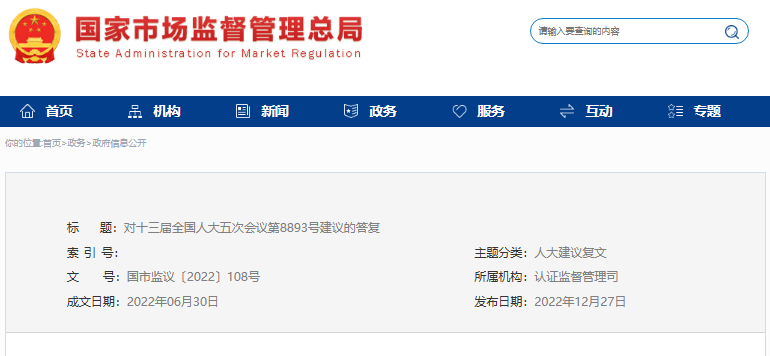 国家市场监督管理总局
State Administration for Market Regulation
请输入要查询的内容
首页 机构 新闻 政务 服务 互动 专题
你的位置:首页>政务>政府信息公开
标 题：对十三届全国人大五次会议第8893号建议的答复
索 引 号： 主题分类：人大建议复文
文 号：国市监议〔2022〕108号 所属机构：认证监督管理司
成文日期：2022年06月30日 发布日期：2022年12月27日